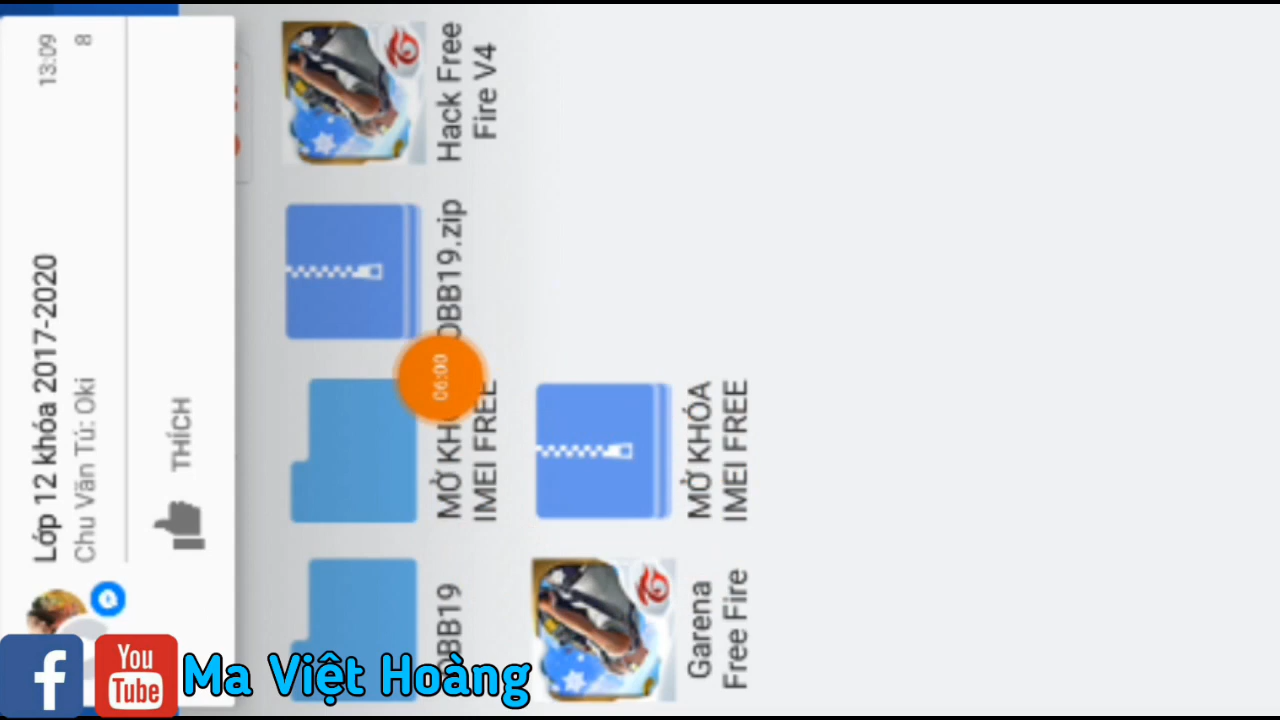 Lớp 12 khóa 2017-2020
13:09
Chu Văn Tú: Oki
8
THÍCH
OBB19
MỞ KHÓA
IMEI FREE
OBB19.zip
Hack Free
Fire V4
06:00
Garena
Free Fire
MỞ KHÓA
IMEI FREE
You
Tube
Ma Việt Hoàng